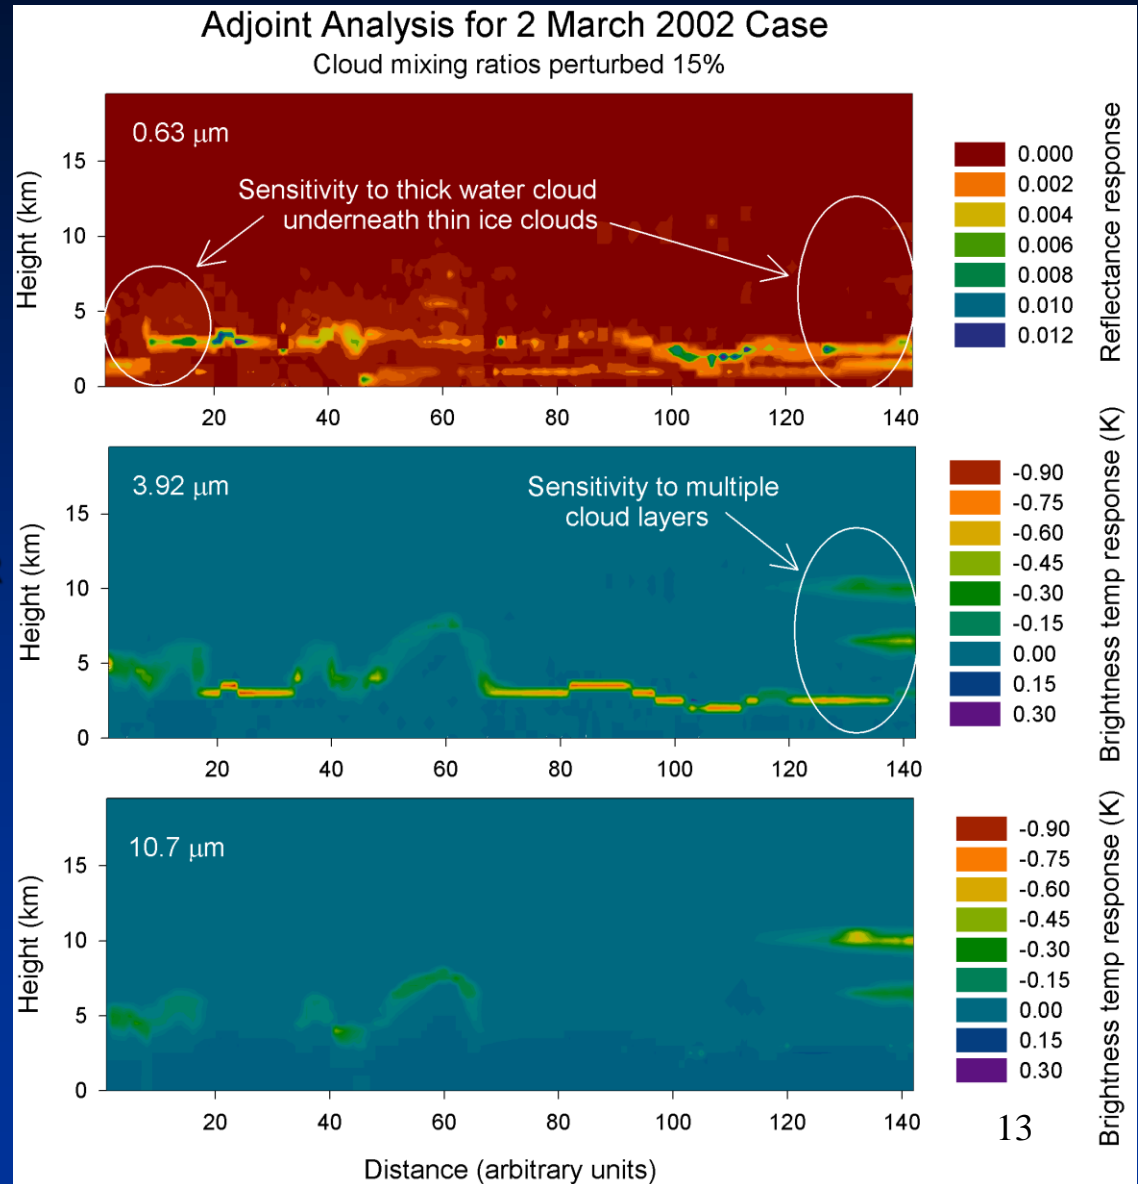 Adjoint Analysis for 2 March 2002 Case
Cloud mixing ratios perturbed 15%
0.63 μm
Sensitivity to thick water cloud
underneath thin ice clouds
Height (km)
15
10
5
0
20 40 60 80 100 120 140
0.000
0.002
0.004
0.006
0.008
0.010
0.012
Reflectance response
3.92 μm
Sensitivity to multiple
cloud layers
Height (km)
15
10
5
0
20 40 60 80 100 120 140
-0.90
-0.75
-0.60
-0.45
-0.30
-0.15
0.00
0.15
0.30
Brightness temp response (K)
10.7 μm
Height (km)
15
10
5
0
20 40 60 80 100 120 140
Distance (arbitrary units)
-0.90
-0.75
-0.60
-0.45
-0.30
-0.15
0.00
0.15
0.30
Brightness temp response (K)
13